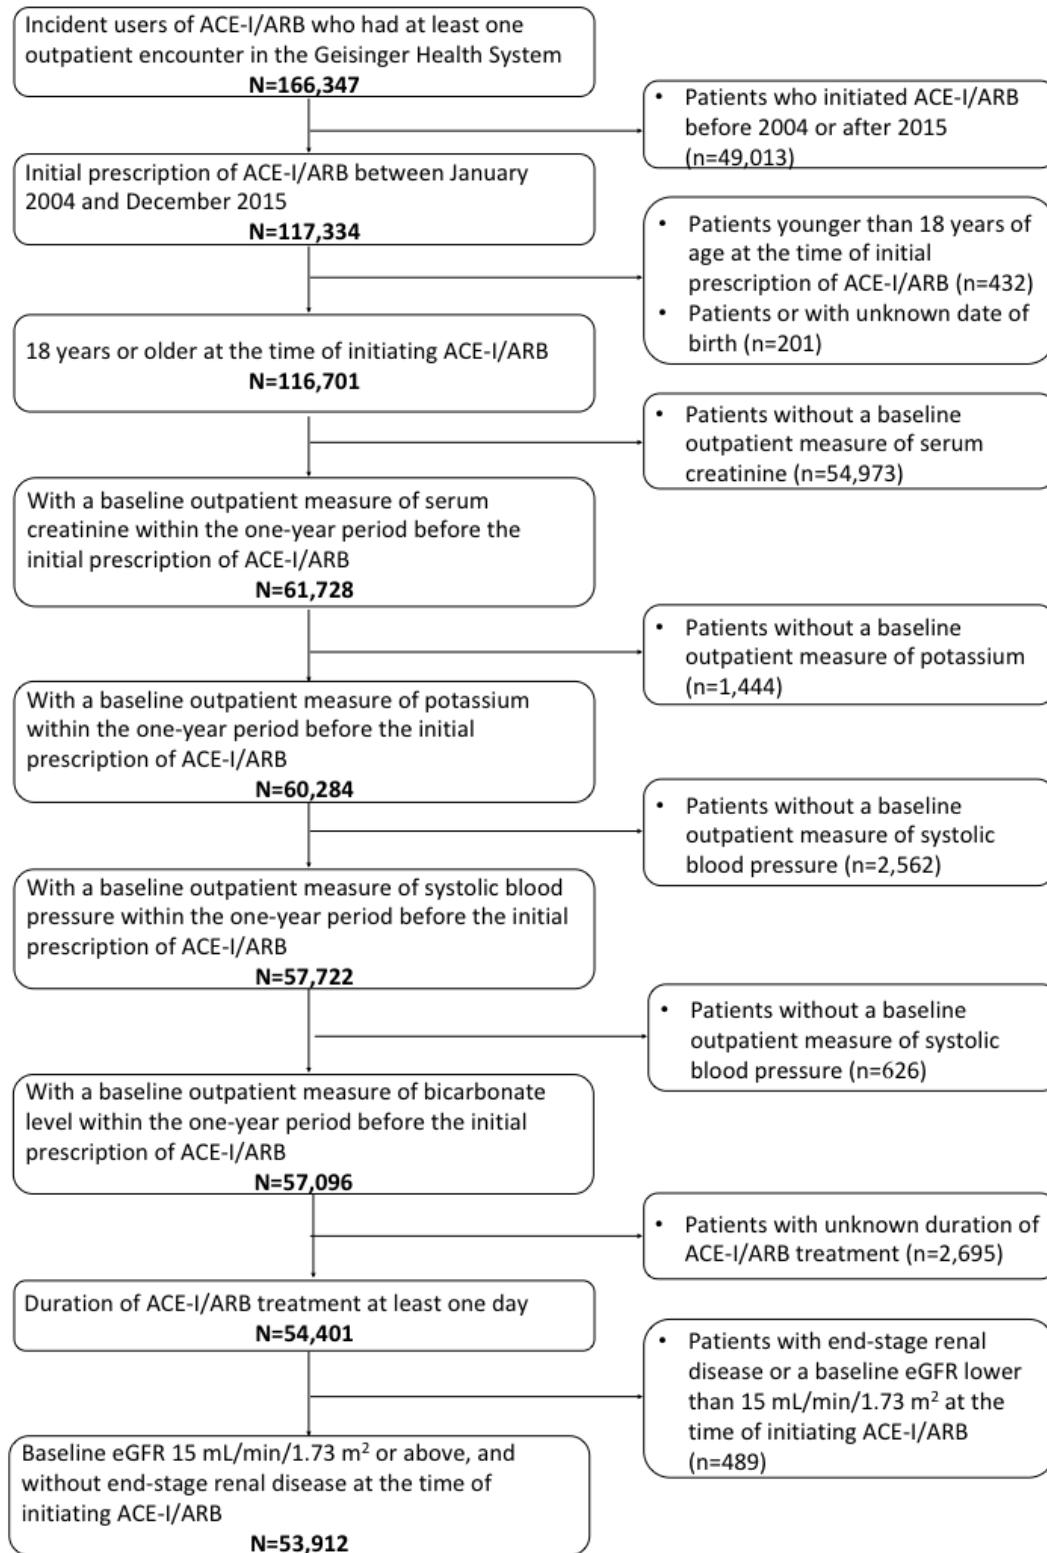 Incident users of ACE-I/ARB who had at least one
outpatient encounter in the Geisinger Health System
N=166,347
• Patients who initiated ACE-I/ARB
before 2004 or after 2015
(n=49,013)
Initial prescription of ACE-I/ARB between January
2004 and December 2015
N=117,334
• Patients younger than 18 years of
age at the time of initial
prescription of ACE-I/ARB (n=432)
• Patients or with unknown date of
birth (n=201)
18 years or older at the time of initiating ACE-I/ARB
N=116,701
• Patients without a baseline
outpatient measure of serum
creatinine (n=54,973)
With a baseline outpatient measure of serum
creatinine within the one-year period before the
initial prescription of ACE-I/ARB
N=61,728
• Patients without a baseline
outpatient measure of potassium
(n=1,444)
With a baseline outpatient measure of potassium
within the one-year period before the initial
prescription of ACE-I/ARB
N=60,284
• Patients without a baseline
outpatient measure of systolic
blood pressure (n=2,562)
With a baseline outpatient measure of systolic blood
pressure within the one-year period before the initial
prescription of ACE-I/ARB
N=57,722
• Patients without a baseline
outpatient measure of systolic
blood pressure (n=626)
With a baseline outpatient measure of bicarbonate
level within the one-year period before the initial
prescription of ACE-I/ARB
N=57,096
• Patients with unknown duration of
ACE-I/ARB treatment (n=2,695)
Duration of ACE-I/ARB treatment at least one day
N=54,401
• Patients with end-stage renal
disease or a baseline eGFR lower
than 15 mL/min/1.73 m² at the
time of initiating ACE-I/ARB
(n=489)
Baseline eGFR 15 mL/min/1.73 m² or above, and
without end-stage renal disease at the time of
initiating ACE-I/ARB
N=53,912